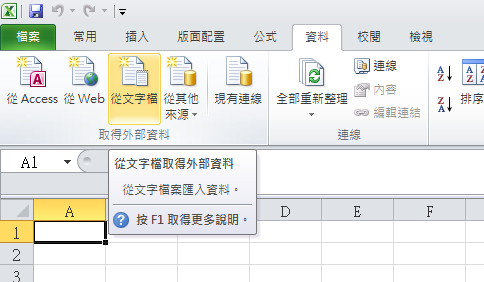 檔案 常用 插入 版面配置 公式 資料 校閱 檢視
從 Access 從 Web 從文字檔 從其他來源 現有連線 全部重新整理 連線
內容
編輯連結
排序
取得外部資料 連線
A1
從文字檔取得外部資料
從文字檔案匯入資料。
按 F1 取得更多說明。
A D E F
1
2
3